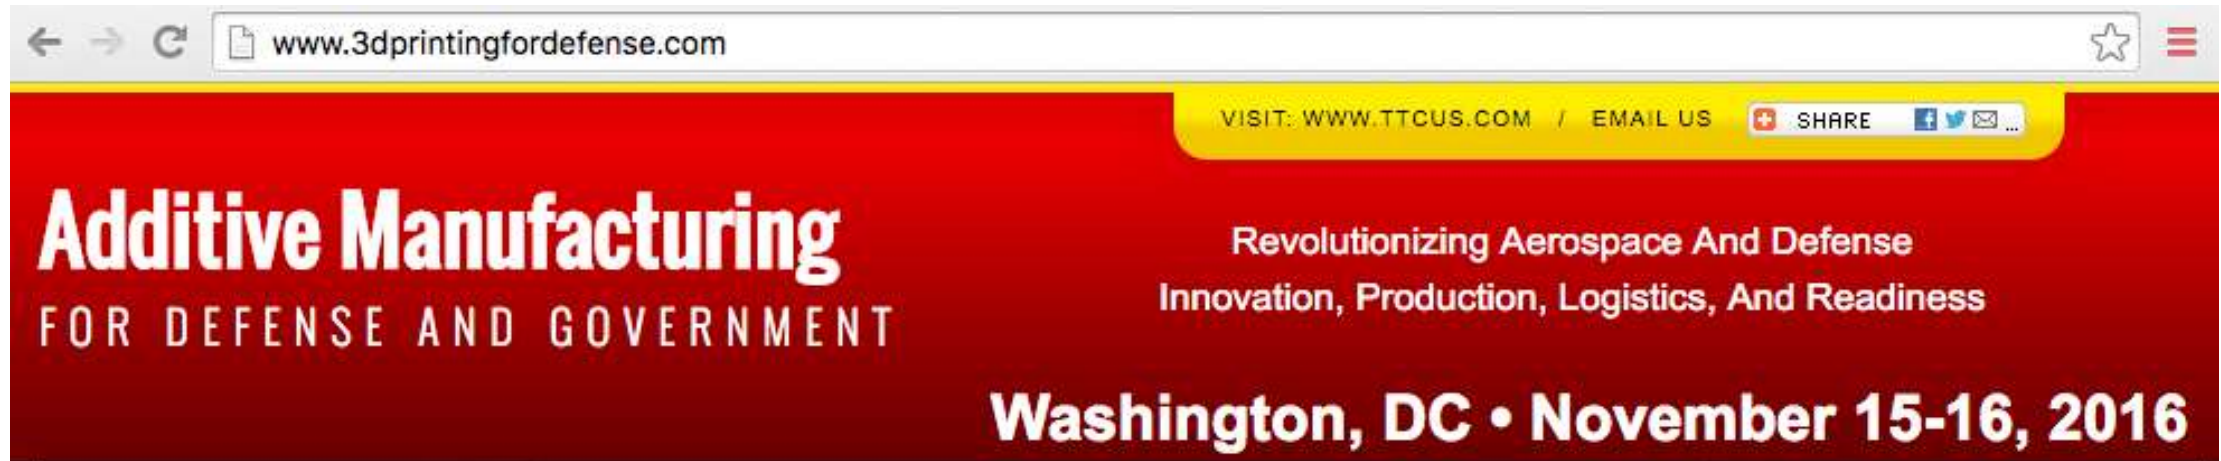 www.3dprintingfordefense.com
VISIT: WWW.TTCUS.COM / EMAIL US SHARE ...
Additive Manufacturing
FOR DEFENSE AND GOVERNMENT
Revolutionizing Aerospace And Defense
Innovation, Production, Logistics, And Readiness
Washington, DC • November 15-16, 2016